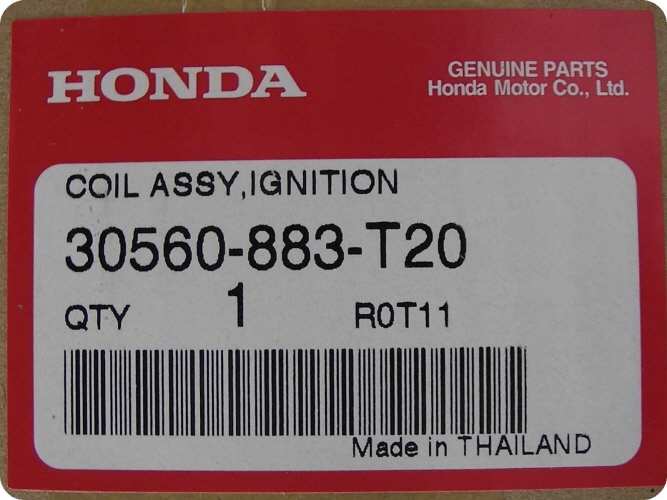 HONDA
GENUINE PARTS
Honda Motor Co., Ltd.
COIL ASSY,IGNITION
30560-883-T20
QTY 1 R0T11
Made in THAILAND